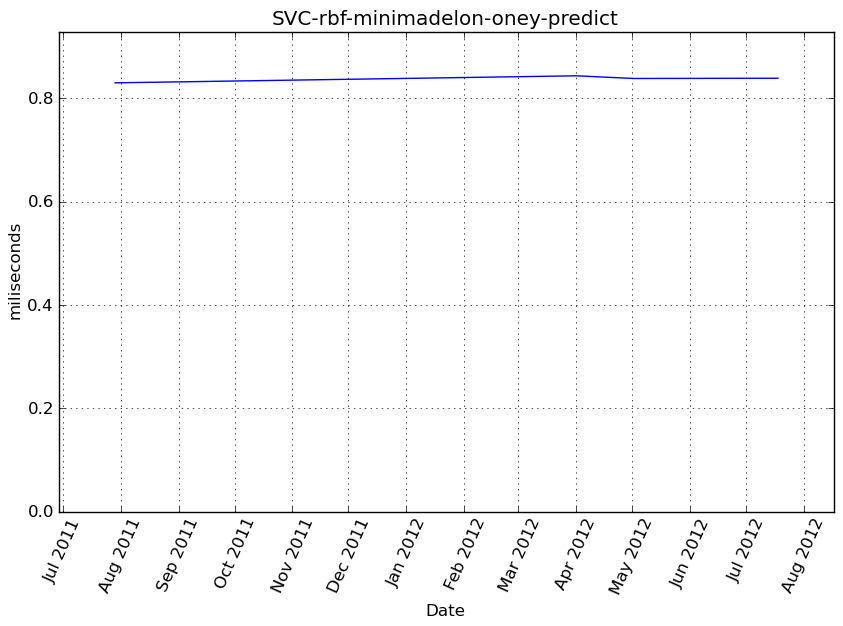 SVC-rbf-minimadelon-oney-predict
miliseconds
0.8
0.6
0.4
0.2
0.0
Jul 2011
Aug 2011
Sep 2011
Oct 2011
Nov 2011
Dec 2011
Jan 2012
Feb 2012
Mar 2012
Apr 2012
May 2012
Jun 2012
Jul 2012
Aug 2012
Date